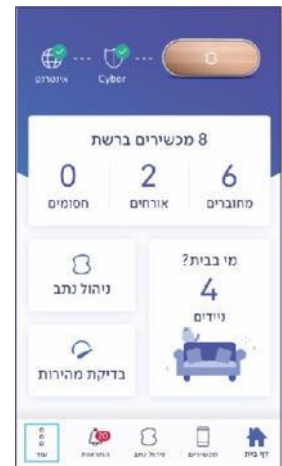 אינטרנט
Cyber
8 מכשירים ברשת
6 2 0
מחוברים אורחים חסומים
מי בבית?
4
ניידים
ניהול נתב
בדיקת מהירות
20
דף בית מכשירים ניהול נתב התראות עוד